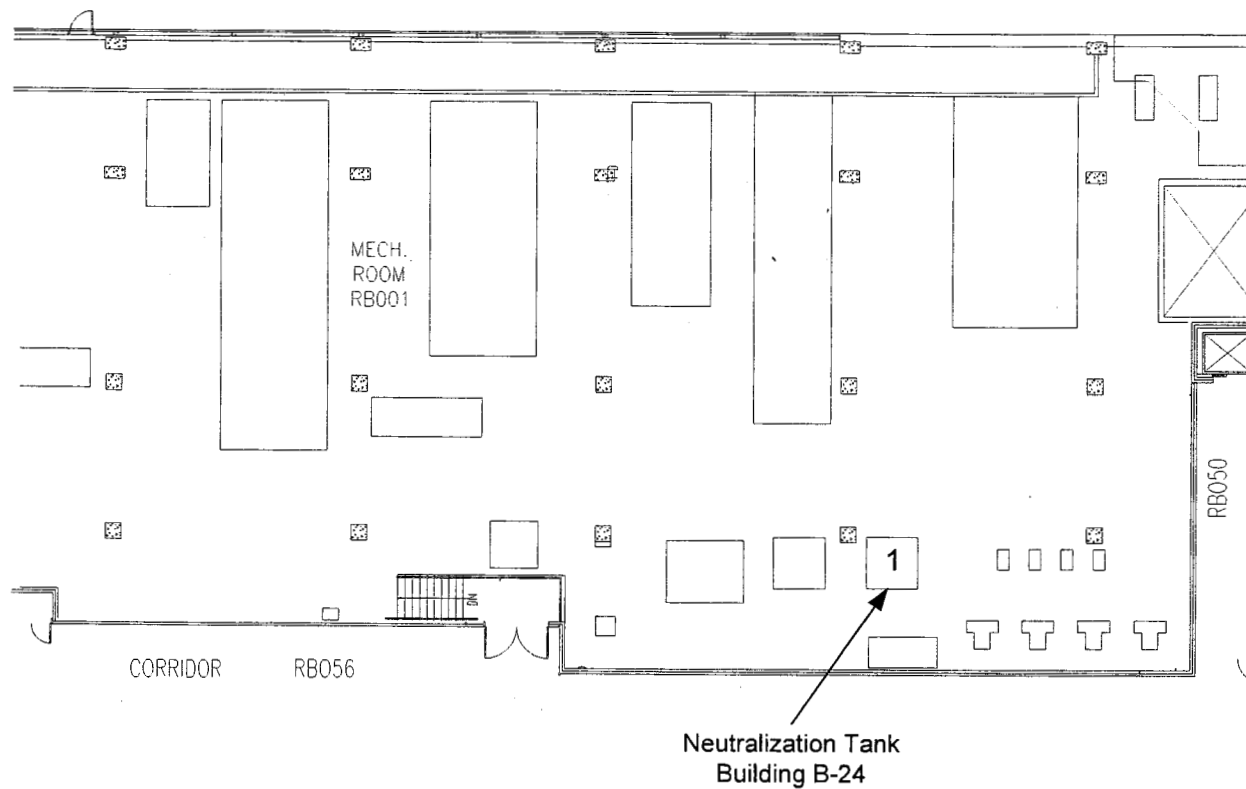 MECH.
ROOM
RB001
RB050
1
DN
CORRIDOR RB056
Neutralization Tank
Building B-24